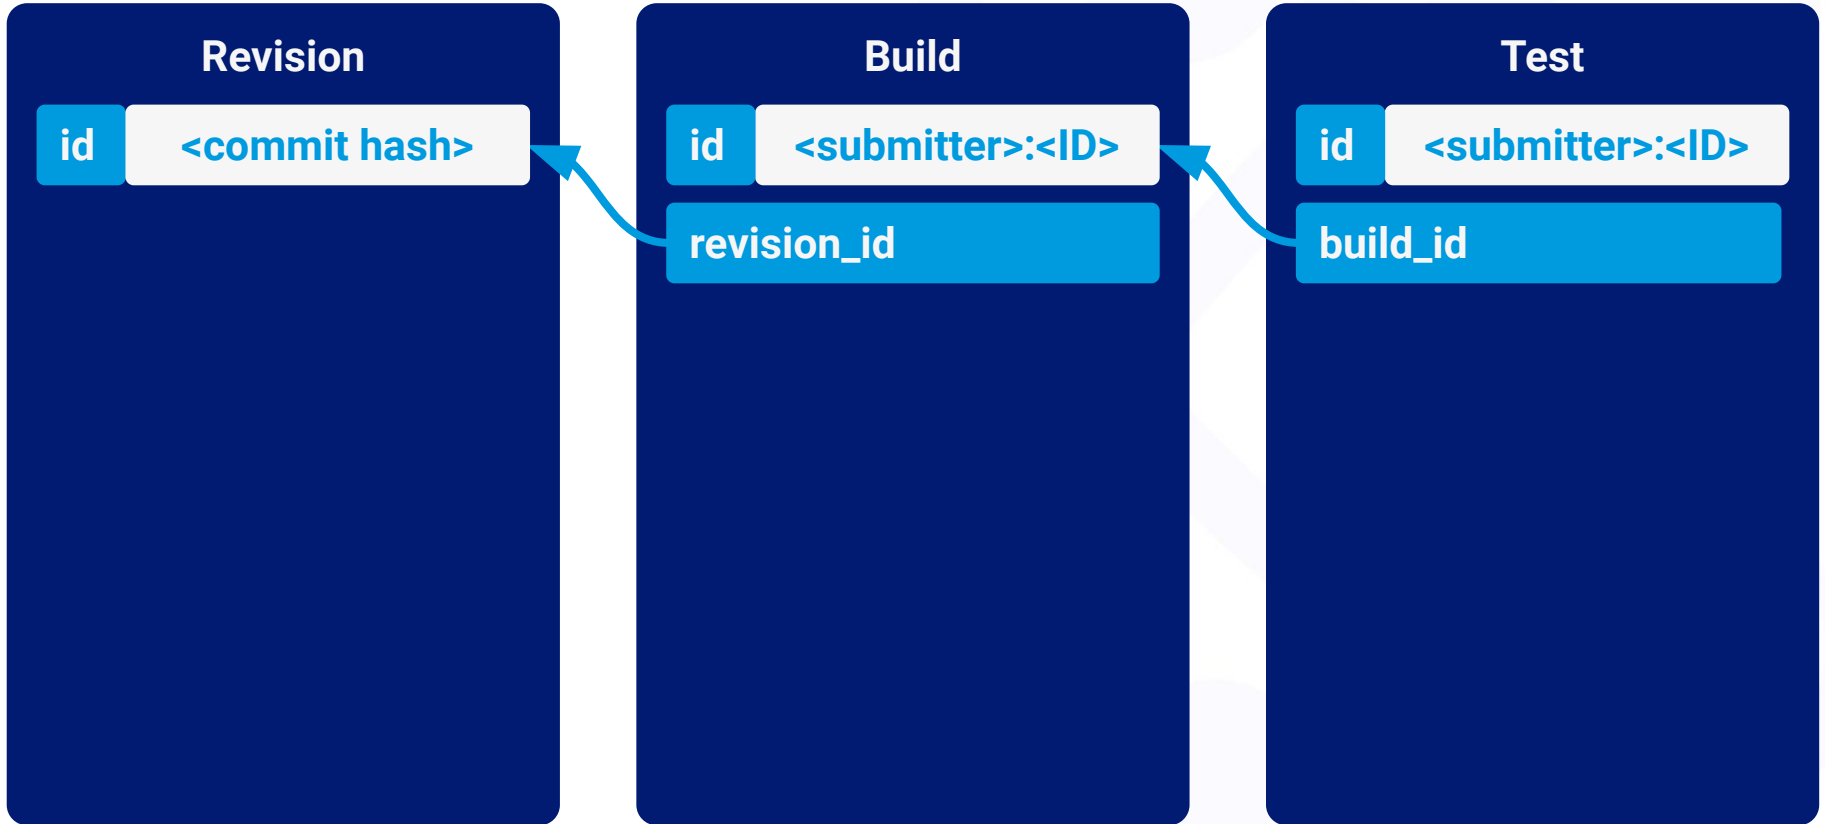 Revision
id <commit hash>
Build
id <submitter>:<ID>
revision_id
Test
id <submitter>:<ID>
build_id